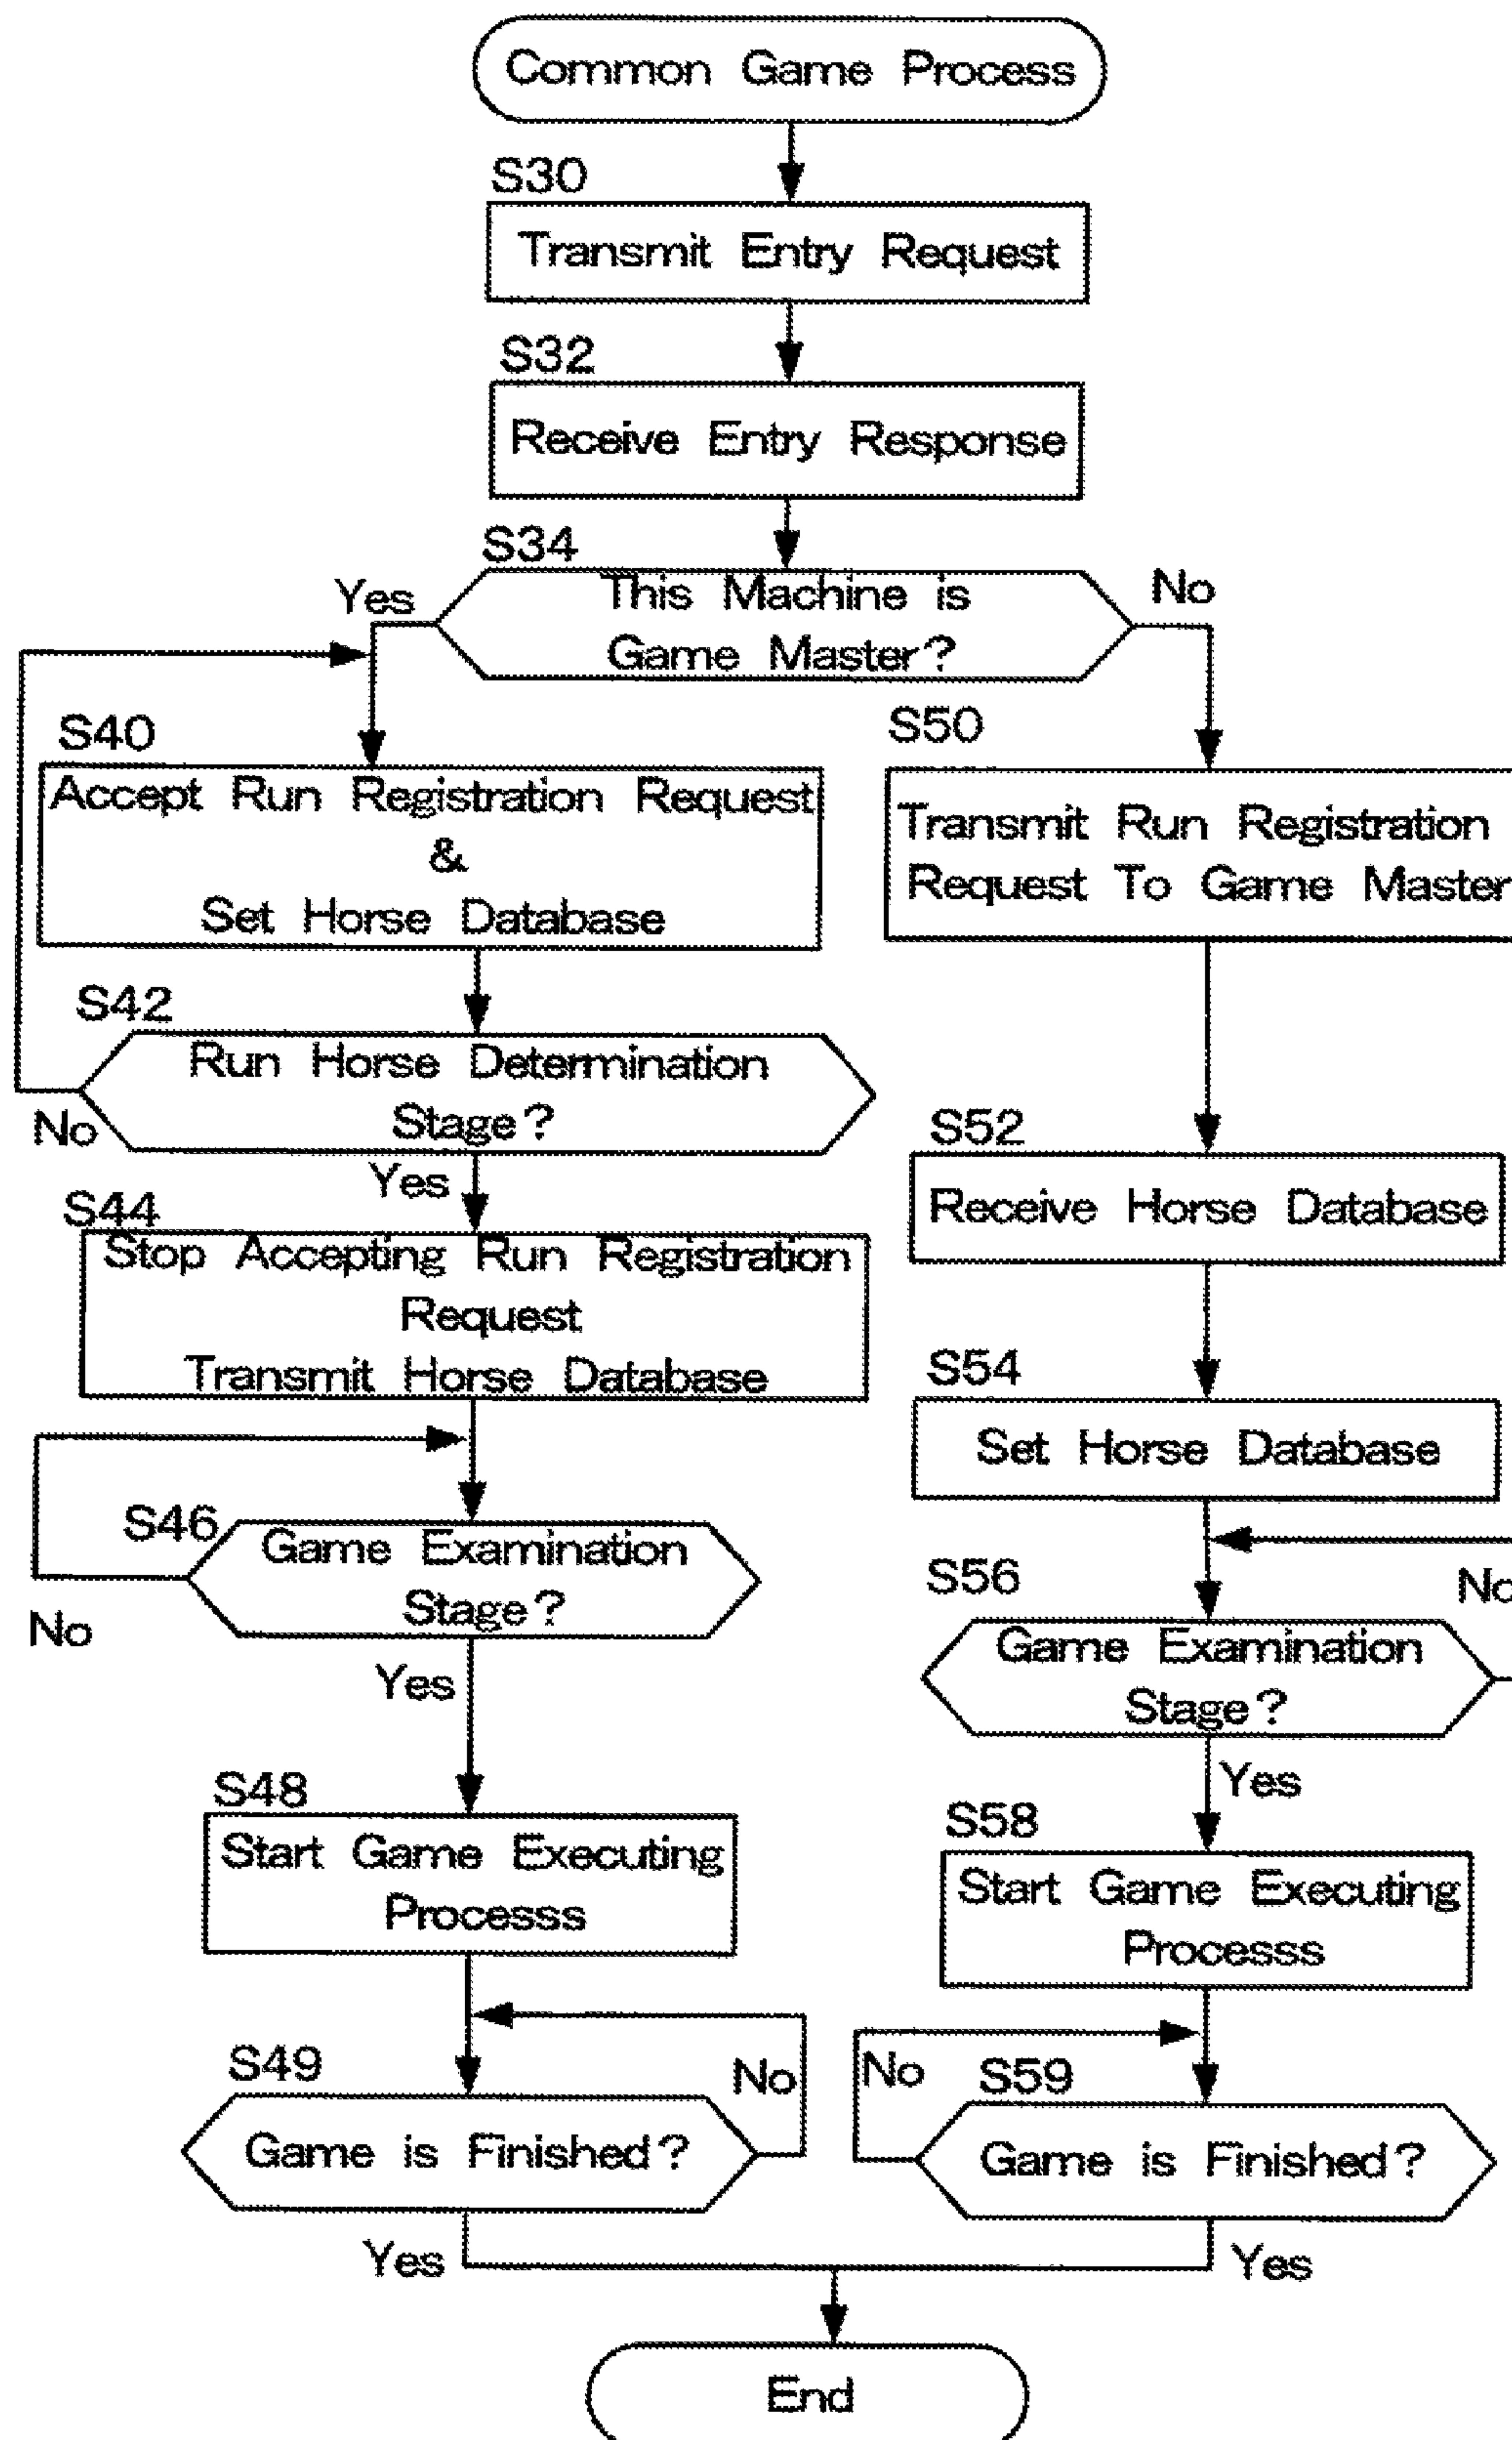 Common Game Process
S30
Transmit Entry Request
S32
Receive Entry Response
S34
This Machine is
Game Master?
Yes
No
S40
Accept Run Registration Request
&
Set Horse Database
S42
Run Horse Determination
Stage?
No
Yes
S44
Stop Accepting Run Registration
Request
Transmit Horse Database
S46
Game Examination
Stage?
No
Yes
S48
Start Game Executing
Processs
S49
Game is Finished?
No
Yes
S50
Transmit Run Registration
Request To Game Master
S52
Receive Horse Database
S54
Set Horse Database
S56
No
Game Examination
Stage?
Yes
S58
Start Game Executing
Processs
No
S59
Game is Finished?
Yes
End